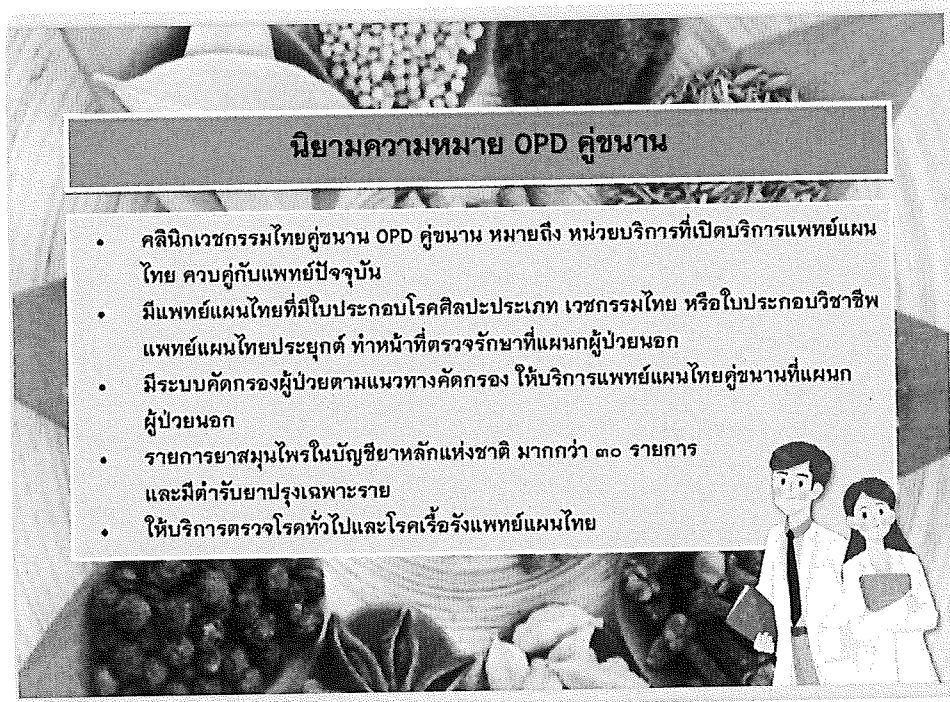 นิยามความหมาย OPD คู่ขนาน
• คลินิกเวชกรรมไทยคู่ขนาน OPD คู่ขนาน หมายถึง หน่วยบริการที่เปิดบริการแพทย์แผน
ไทย ควบคู่กับแพทย์ปัจจุบัน
• มีแพทย์แผนไทยที่มีใบประกอบโรคศิลปะประเภท เวชกรรมไทย หรือใบประกอบวิชาชีพ
แพทย์แผนไทยประยุกต์ ทำหน้าที่ตรวจรักษาที่แผนกผู้ป่วยนอก
• มีระบบคัดกรองผู้ป่วยตามแนวทางคัดกรอง ให้บริการแพทย์แผนไทยคู่ขนานที่แผนก
ผู้ป่วยนอก
• รายการยาสมุนไพรในบัญชียาหลักแห่งชาติ มากกว่า ๓๐ รายการ
และมีตำรับยาปรุงเฉพาะราย
• ให้บริการตรวจโรคทั่วไปและโรคเรื้อรังแพทย์แผนไทย